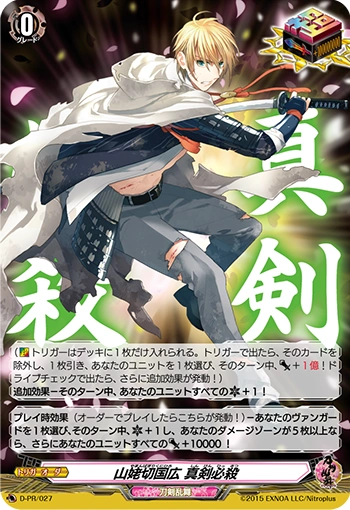 0
グレード
真剣
必殺
(トリガーはデッキに1枚だけ入れられる。トリガーで出たら、そのカードを
除外し、1枚引き、あなたのユニットを1枚選び、そのターン中、+1億!ド
ライブチェックで出たら、さらに追加効果が発動!)
追加効果-そのターン中、あなたのユニットすべての+1!
プレイ時効果(オーダーでプレイしたらこちらが発動!)-あなたのヴァンガー
ドを1枚選び、そのターン中、+1し、あなたのダメージゾーンが5枚以上な
ら、さらにあなたのユニットすべての+10000!
山姥切国広 真剣必殺
トリガーオーダー
刀剣乱舞
D-PR/027
©2015 EXNOA LLC/Nitroplus